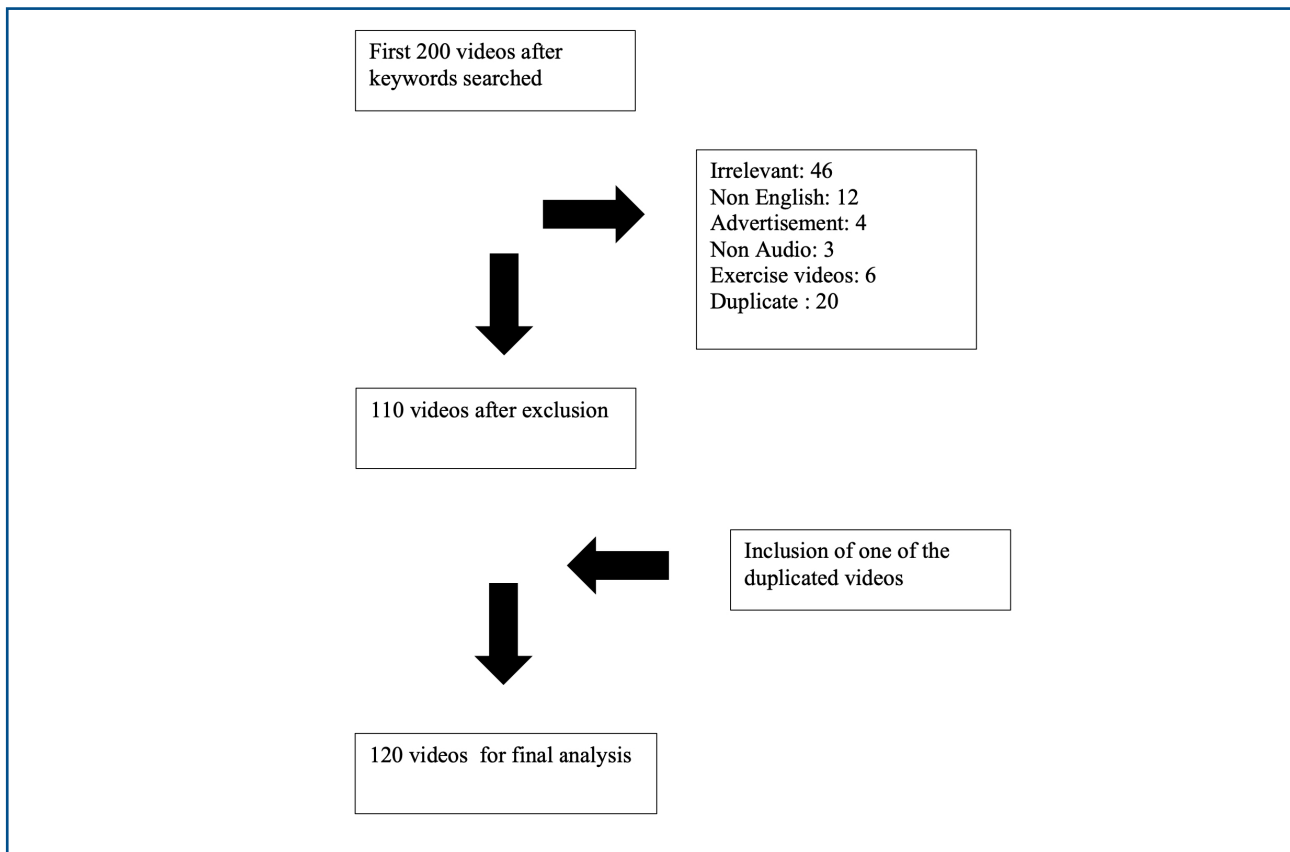 First 200 videos after
keywords searched
Irrelevant: 46
Non English: 12
Advertisement: 4
Non Audio: 3
Exercise videos: 6
Duplicate : 20
110 videos after exclusion
Inclusion of one of the
duplicated videos
120 videos  for final analysis